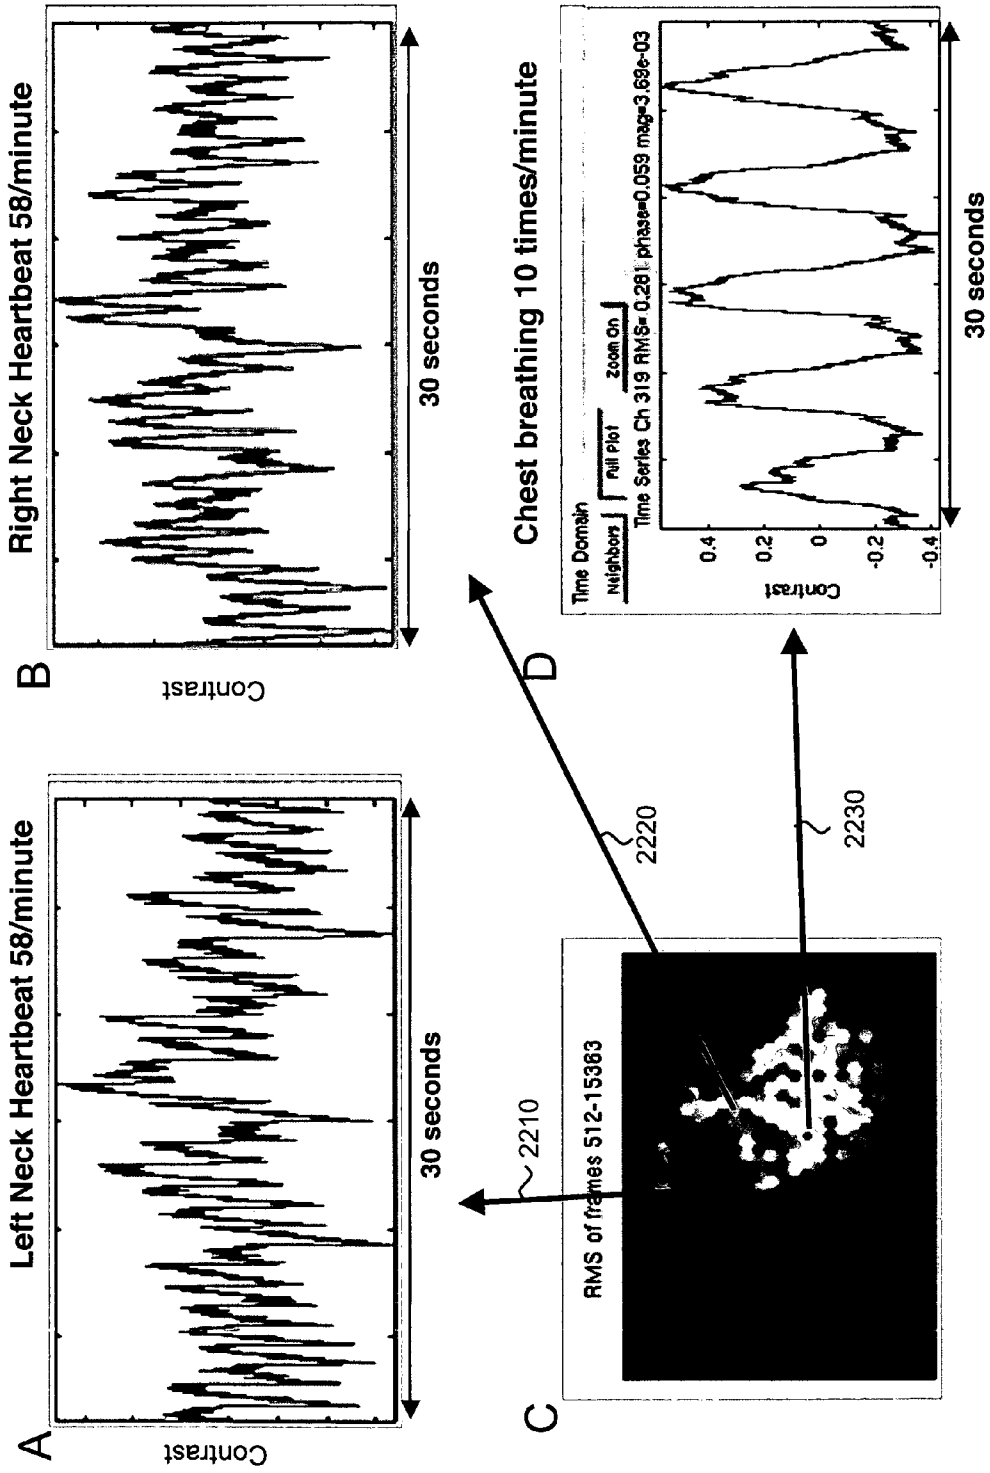 A
Left Neck Heartbeat 58/minute
Contrast
30 seconds
B
Right Neck Heartbeat 58/minute
Contrast
30 seconds
C
RMS of frames 512-15363
2210
2220
2230
D
Chest breathing 10 times/minute
Time Domain
Neighbors
Full Plot
Zoom On
Time Series Ch 319 RMS= 0.261 phase=0.059 mag=3.69e-03
Contrast
0.4
0.2
0
-0.2
-0.4
30 seconds